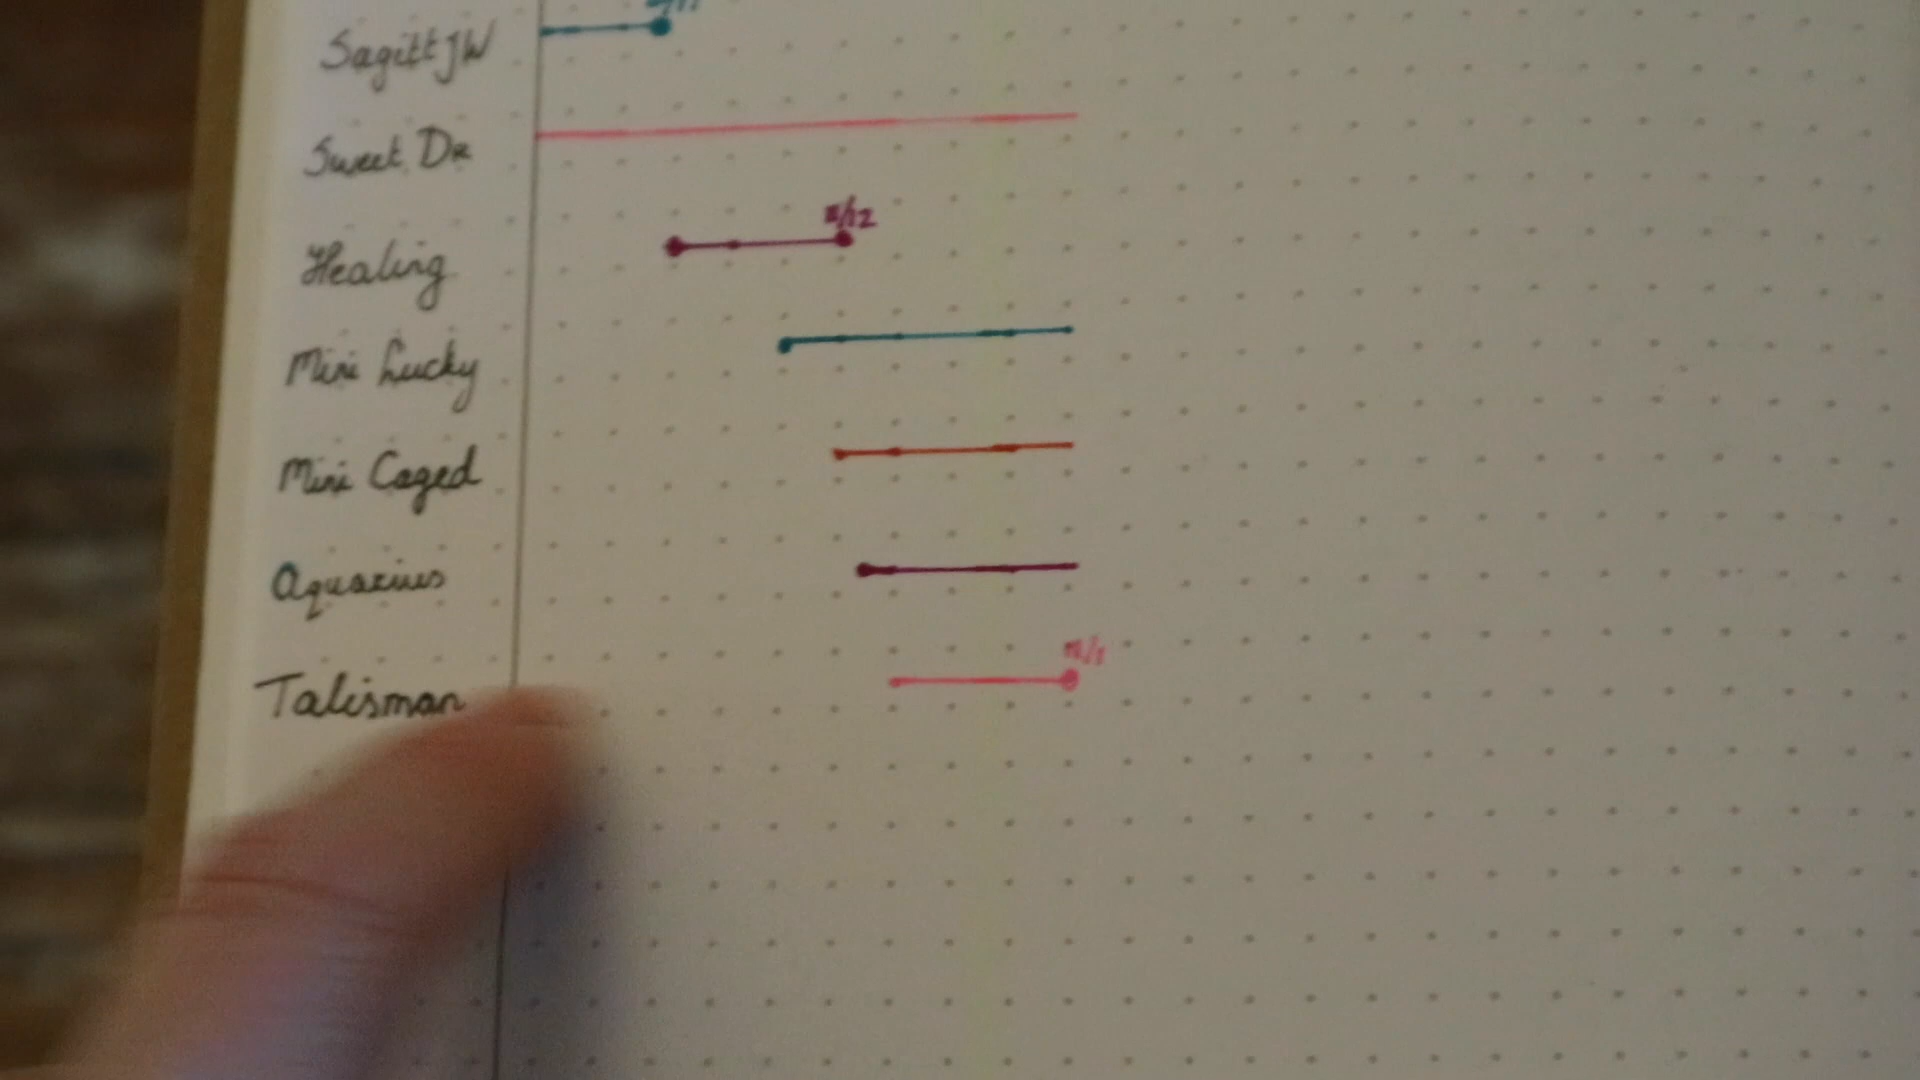 Sagitt JW
Sweet Dr
Healing
Mini Lucky
Mini Caged
Aquarius
Talisman